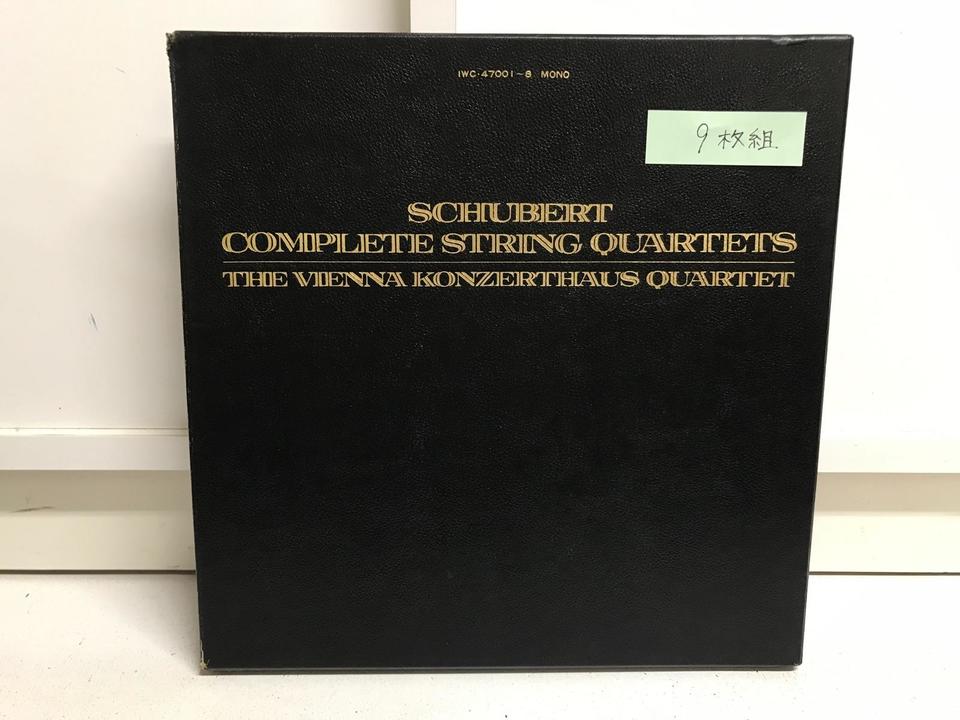 IWC-47001~8 MONO
9枚組
SCHUBERT
COMPLETE STRING QUARTETS
THE VIENNA KONZERTHAUS QUARTET